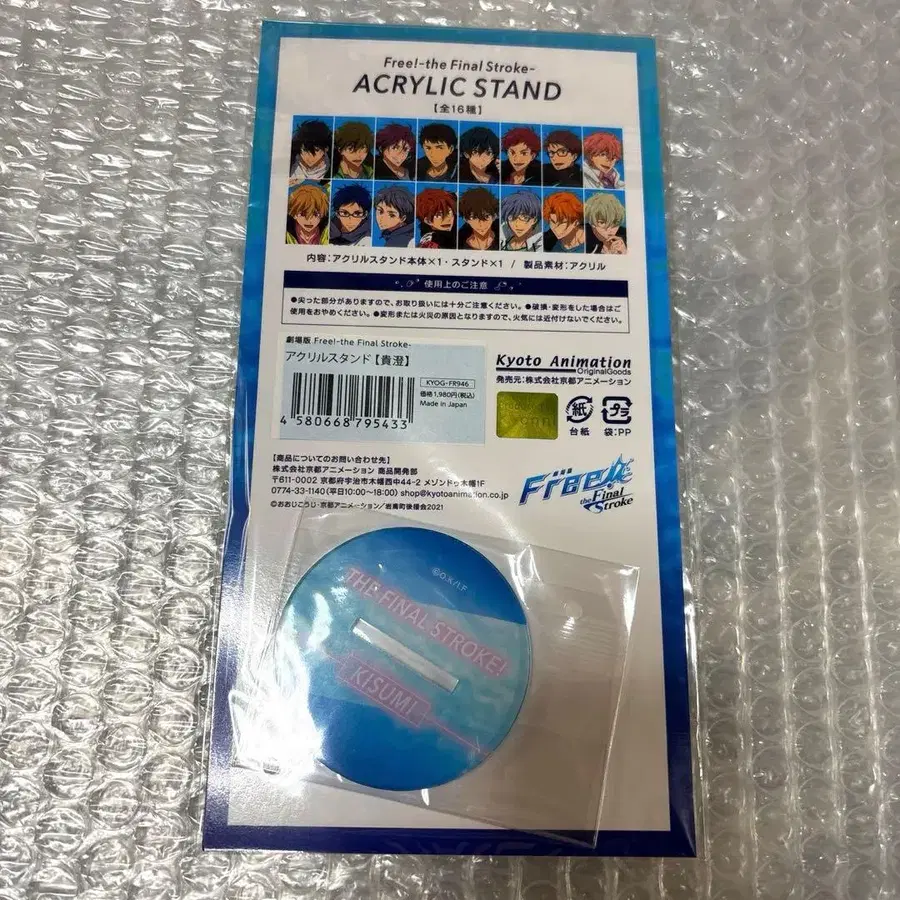 Free!-the Final Stroke-
ACRYLIC STAND
【全16種】
内容：アクリルスタンド本体×1・スタンド×1 / 製品素材：アクリル
使用上のご注意
●尖った部分がありますので、お取り扱いには十分ご注意ください。●破損・変形をした場合はご
使用をおやめください。●変形または火災の原因となりますので、火気には近付けないでください。
劇場版 Free!-the Final Stroke-
アクリルスタンド【貴澄】
KYOG-FR946
価格1,980円(税込)
Made in Japan
4 580668 795433
Kyoto Animation
OriginalGoods
発売元：株式会社京都アニメーション
紙
台紙
プラ
袋：PP
【商品についてのお問い合わせ先】
株式会社京都アニメーション 商品開発部
〒611-0002 京都府宇治市木幡西中44-2 メゾンドゥ木幡1F
0774-33-1140（平日10:00〜18:00）shop@kyotoanimation.co.jp
©おおじこうじ・京都アニメーション／岩鳶町後援会2021
Free!
the Final
Stroke
©O.K/I.F
THE FINAL STROKE!
KISUMI